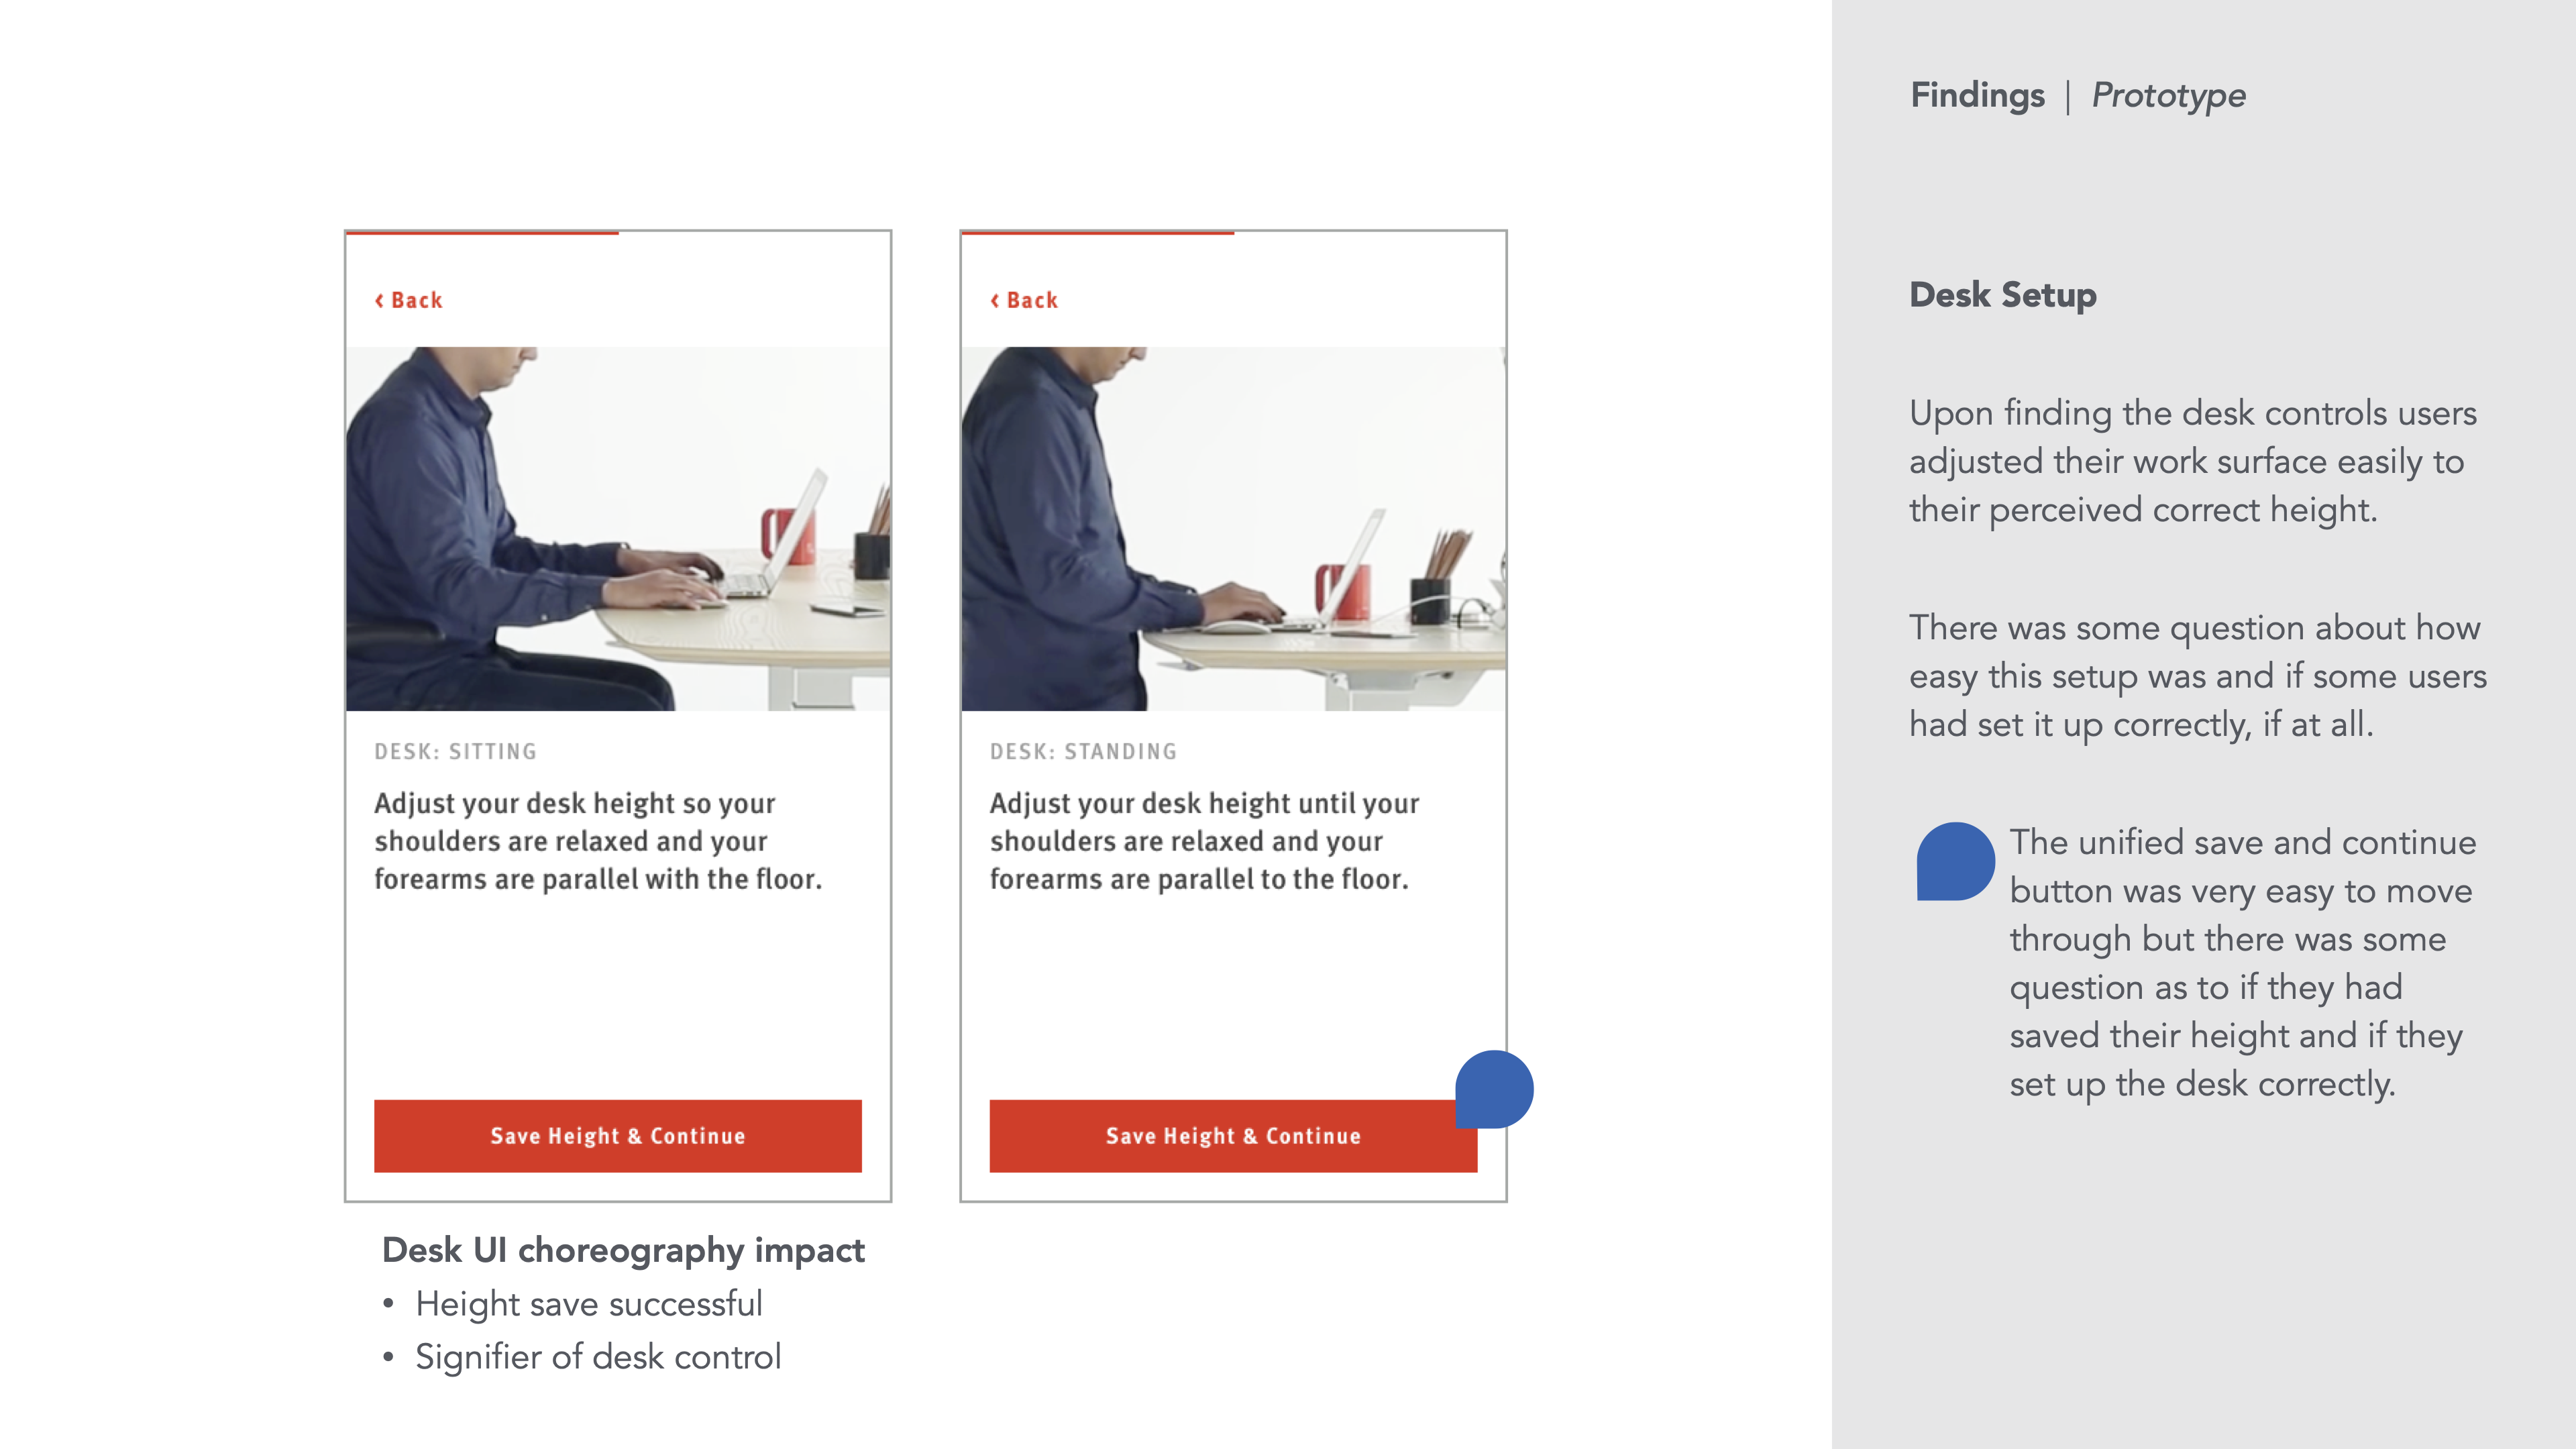 Findings | Prototype
‹ Back
DESK: SITTING
Adjust your desk height so your
shoulders are relaxed and your
forearms are parallel with the floor.
Save Height & Continue
‹ Back
DESK: STANDING
Adjust your desk height until your
shoulders are relaxed and your
forearms are parallel to the floor.
Save Height & Continue
Desk UI choreography impact
• Height save successful
• Signifier of desk control
Desk Setup
Upon finding the desk controls users
adjusted their work surface easily to
their perceived correct height.
There was some question about how
easy this setup was and if some users
had set it up correctly, if at all.
The unified save and continue
button was very easy to move
through but there was some
question as to if they had
saved their height and if they
set up the desk correctly.